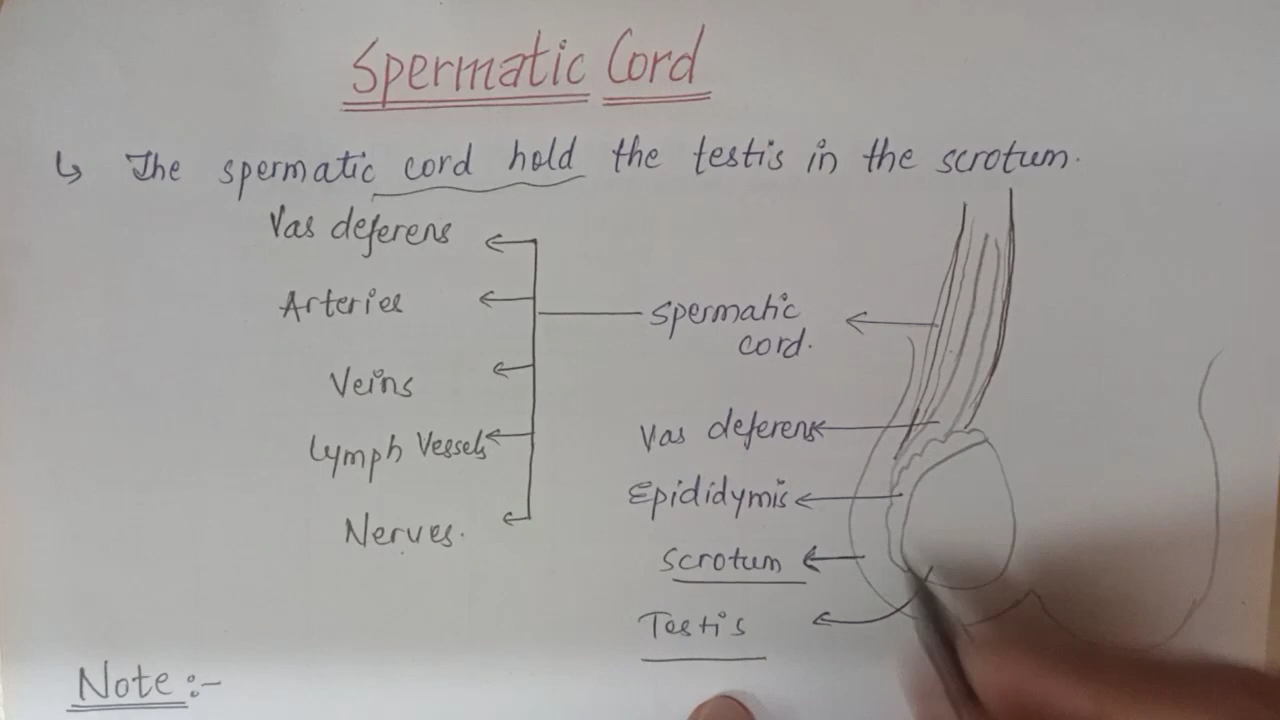 Spermatic Cord
↳ The spermatic cord hold the testis in the scrotum.
Vas deferens
Arteries
Veins
Lymph Vessels
Nerves.
Spermatic
cord.
Vas deferens
Epididymis
Scrotum
Testis
Note :-